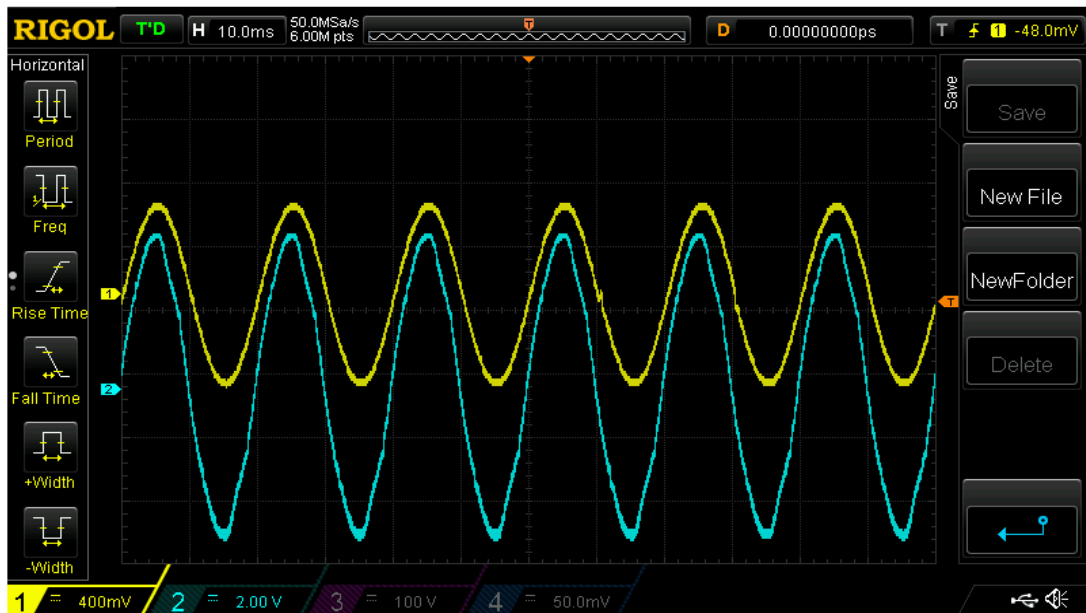 RIGOL T'D H 10.0ms 50.0MSa/s 6.00M pts T D 0.00000000ps T 1 -48.0mV
Horizontal
Period
Freq
Rise Time
Fall Time
+Width
-Width
1
2
T
Save
Save
New File
NewFolder
Delete
1 400mV 2 2.00 V 3 100 V 4 50.0mV